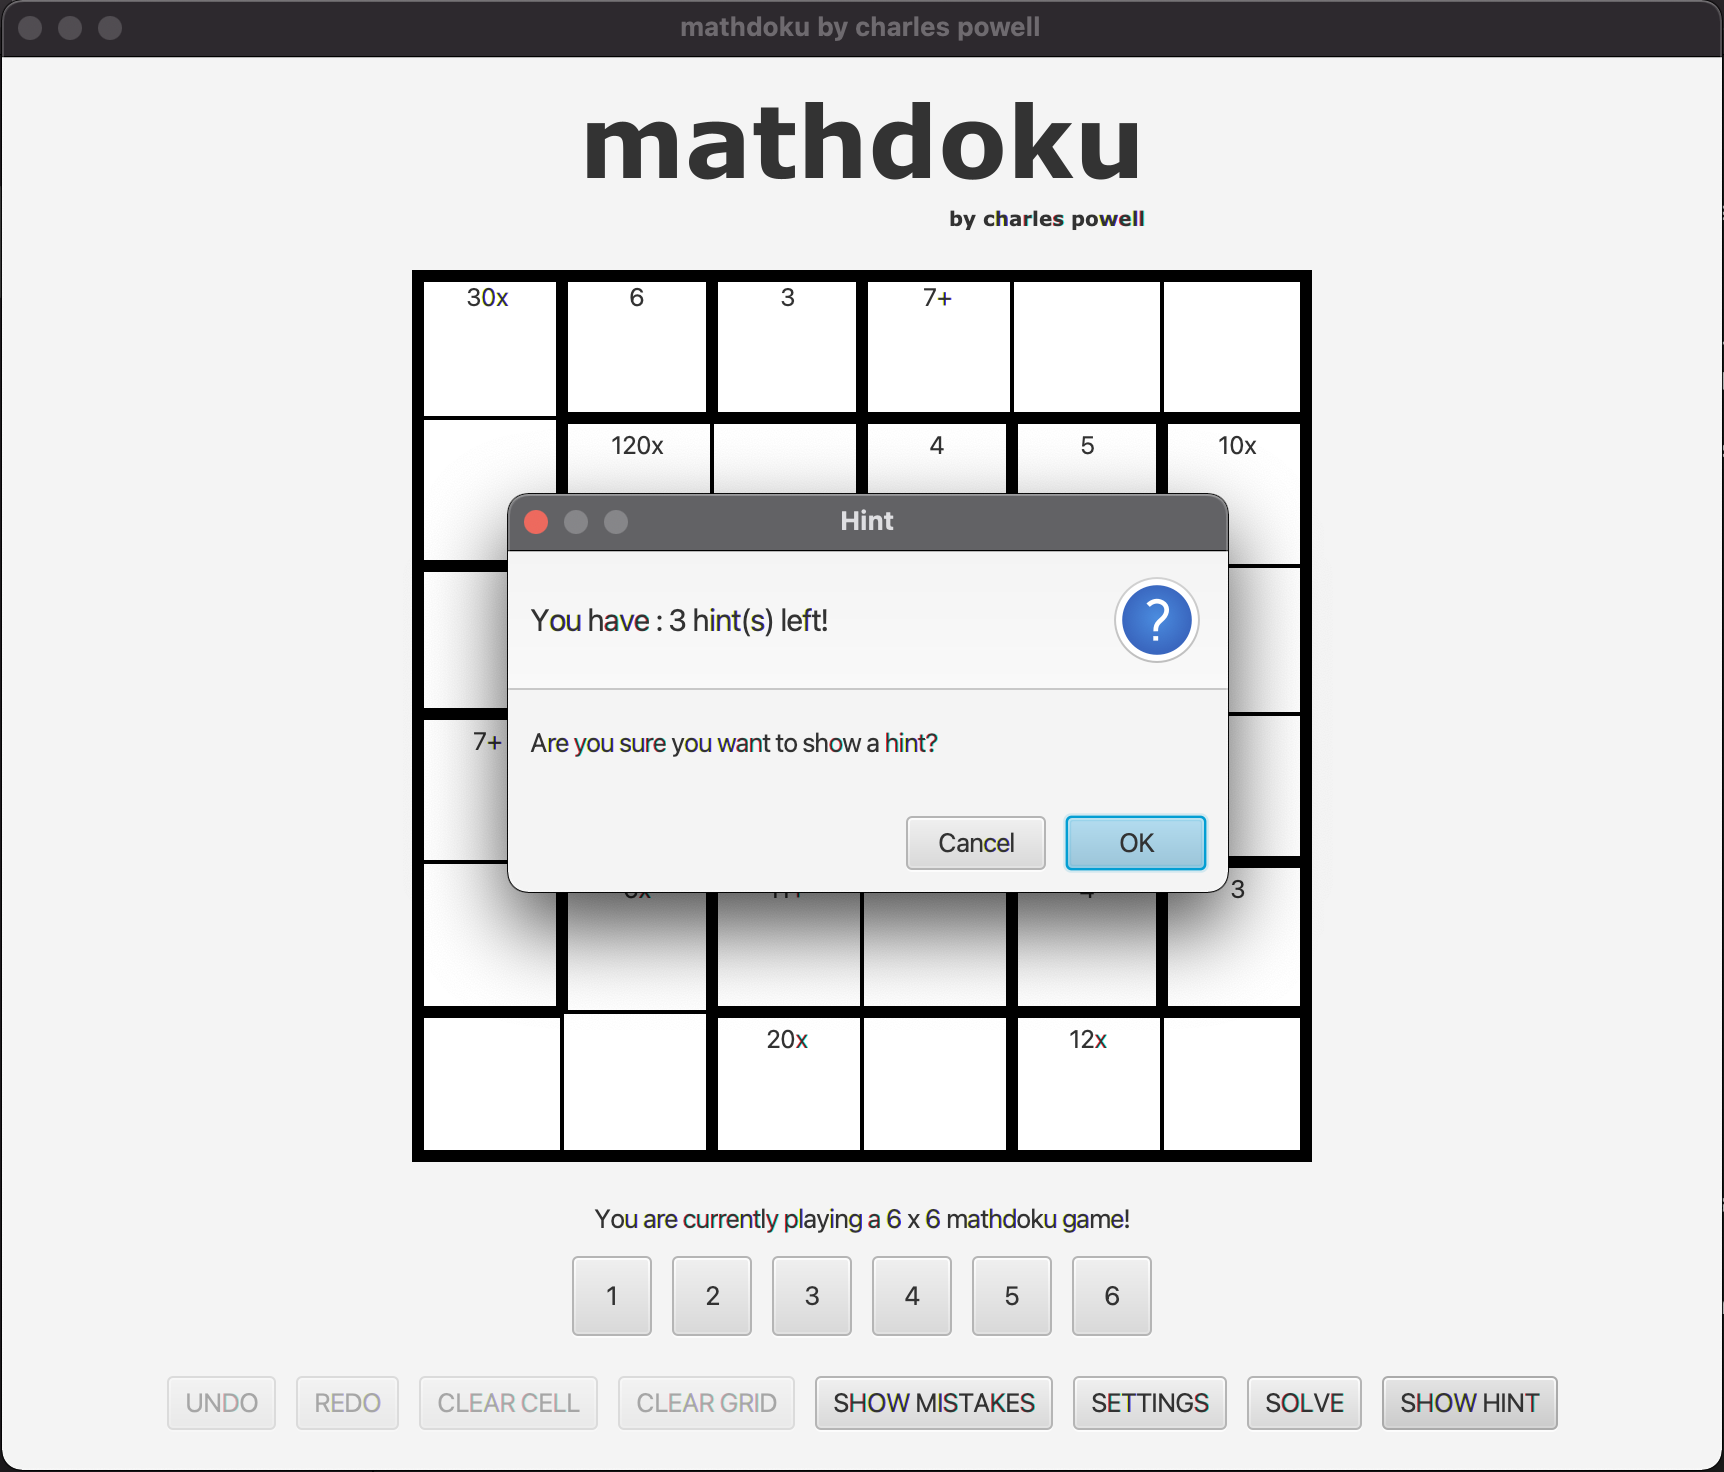 mathdoku by charles powell
mathdoku
by charles powell
30x 6 3 7+
120x 4 5 10x
Hint
You have : 3 hint(s) left!
?
7+ Are you sure you want to show a hint?
Cancel OK
3
20x 12x
You are currently playing a 6 x 6 mathdoku game!
1 2 3 4 5 6
UNDO REDO CLEAR CELL CLEAR GRID SHOW MISTAKES SETTINGS SOLVE SHOW HINT